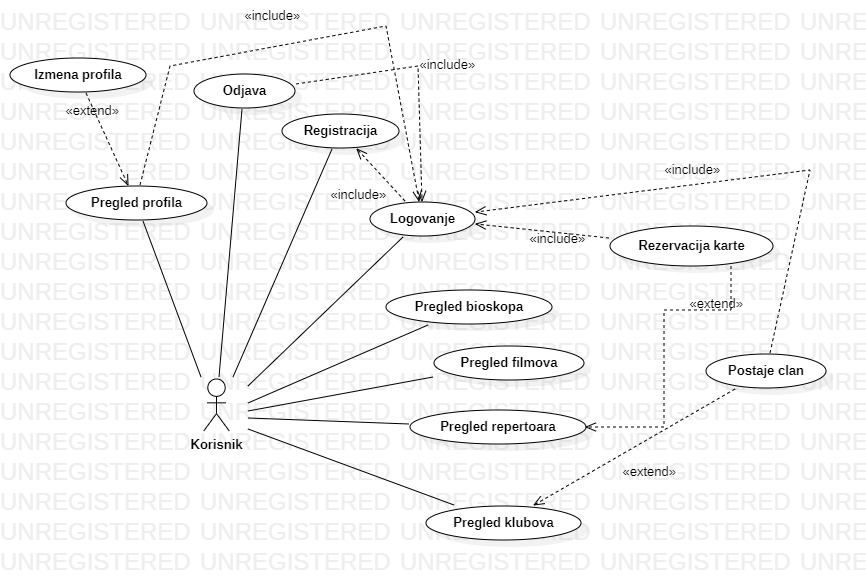 «include»
«include»
Izmena profila
Odjava
«extend»
Registracija
«include»
«include»
Pregled profila
Logovanje
«include»
Rezervacija karte
Pregled bioskopa
«extend»
Pregled filmova
Postaje clan
Pregled repertoara
Korisnik
«extend»
Pregled klubova
UNREGISTERED UNREGISTERED UNREGISTERED UNREGISTERED UNRE